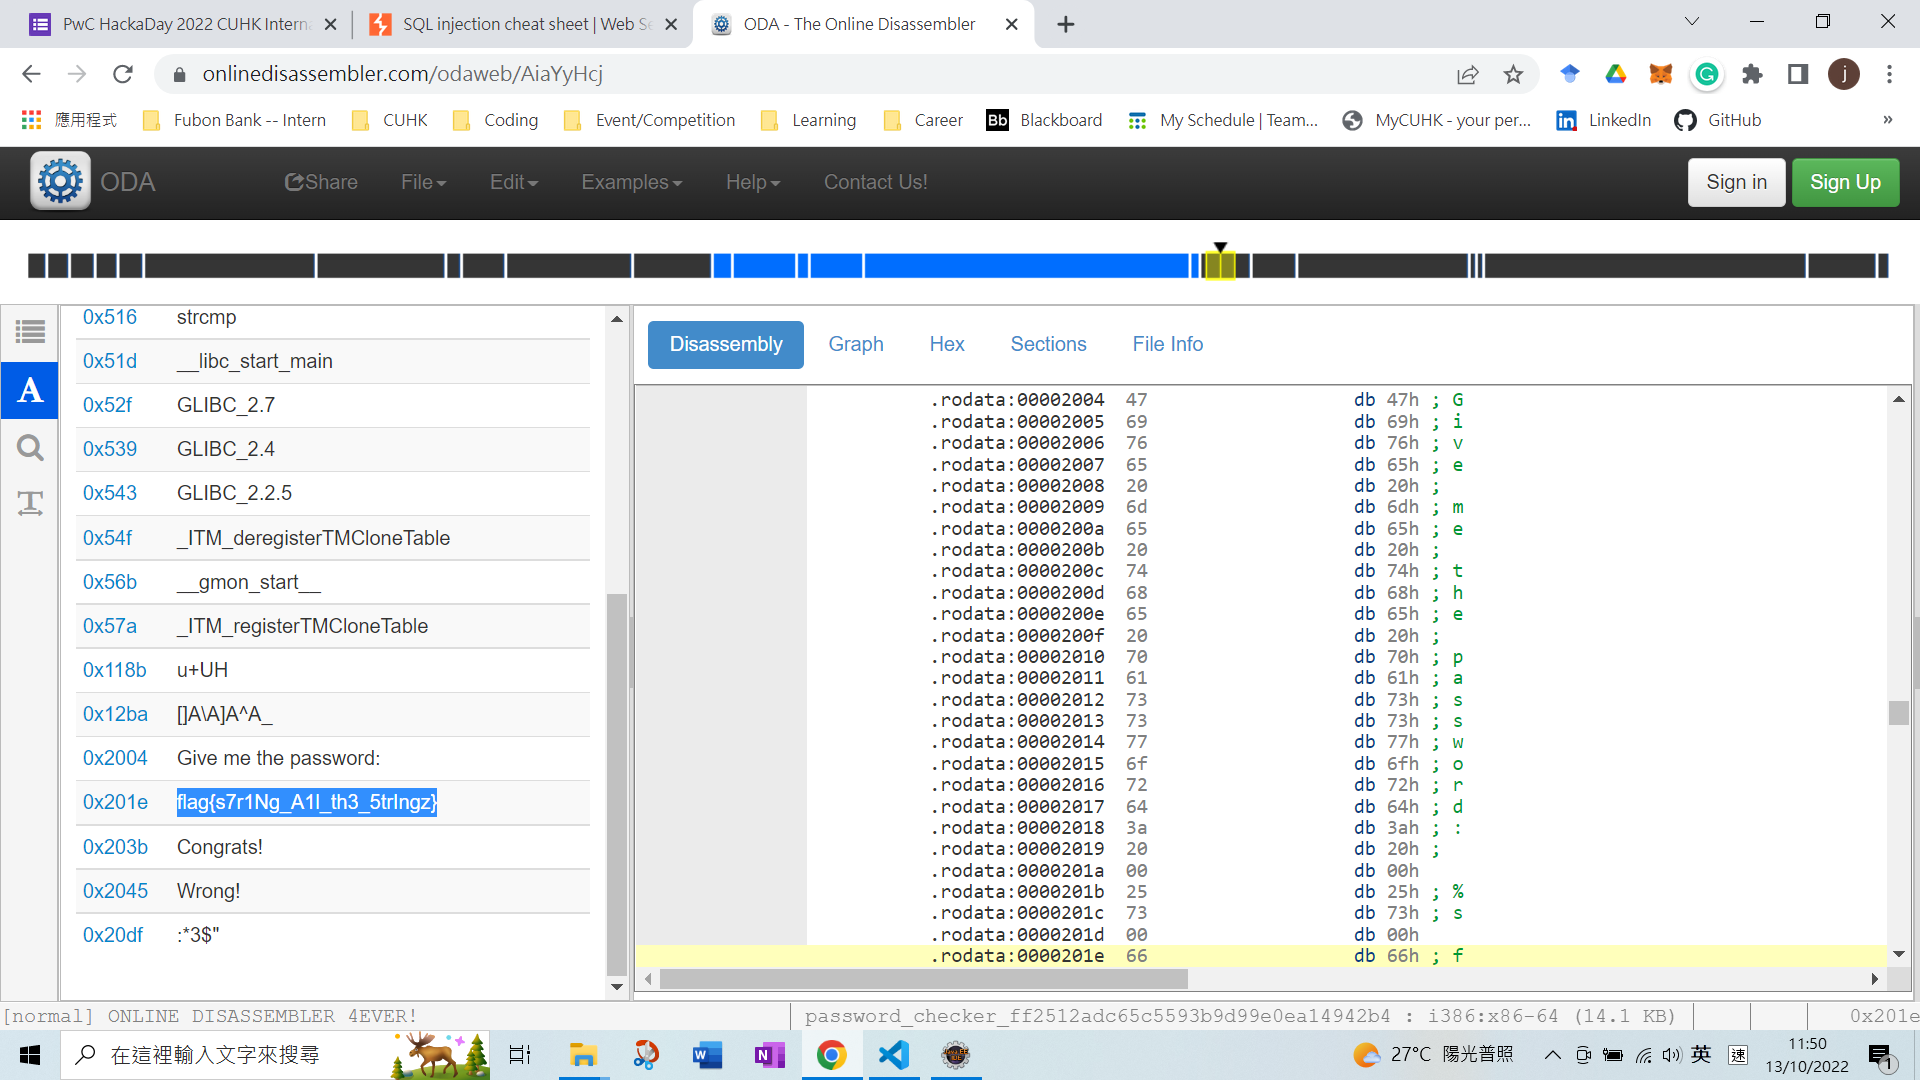 PwC HackaDay 2022 CUHK Interna
SQL injection cheat sheet | Web Se
ODA - The Online Disassembler
onlinedisassembler.com/odaweb/AiaYyHcj
j
應用程式
Fubon Bank -- Intern
CUHK
Coding
Event/Competition
Learning
Career
Bb Blackboard
My Schedule | Team...
MyCUHK - your per...
in LinkedIn
GitHub
»
ODA
Share
File
Edit
Examples
Help
Contact Us!
Sign in
Sign Up
A
0x516 strcmp
0x51d __libc_start_main
0x52f GLIBC_2.7
0x539 GLIBC_2.4
0x543 GLIBC_2.2.5
0x54f _ITM_deregisterTMCloneTable
0x56b __gmon_start__
0x57a _ITM_registerTMCloneTable
0x118b u+UH
0x12ba []A\A]A^A_
0x2004 Give me the password:
0x201e flag{s7r1Ng_A1l_th3_5trIngz}
0x203b Congrats!
0x2045 Wrong!
0x20df :*3$"
Disassembly
Graph
Hex
Sections
File Info
.rodata:00002004 47 db 47h ; G
.rodata:00002005 69 db 69h ; i
.rodata:00002006 76 db 76h ; v
.rodata:00002007 65 db 65h ; e
.rodata:00002008 20 db 20h ;
.rodata:00002009 6d db 6dh ; m
.rodata:0000200a 65 db 65h ; e
.rodata:0000200b 20 db 20h ;
.rodata:0000200c 74 db 74h ; t
.rodata:0000200d 68 db 68h ; h
.rodata:0000200e 65 db 65h ; e
.rodata:0000200f 20 db 20h ;
.rodata:00002010 70 db 70h ; p
.rodata:00002011 61 db 61h ; a
.rodata:00002012 73 db 73h ; s
.rodata:00002013 73 db 73h ; s
.rodata:00002014 77 db 77h ; w
.rodata:00002015 6f db 6fh ; o
.rodata:00002016 72 db 72h ; r
.rodata:00002017 64 db 64h ; d
.rodata:00002018 3a db 3ah ; :
.rodata:00002019 20 db 20h ;
.rodata:0000201a 00 db 00h
.rodata:0000201b 25 db 25h ; %
.rodata:0000201c 73 db 73h ; s
.rodata:0000201d 00 db 00h
.rodata:0000201e 66 db 66h ; f
[normal] ONLINE DISASSEMBLER 4EVER!
password_checker_ff2512adc65c5593b9d99e0ea14942b4 : i386:x86-64 (14.1 KB)
0x201e
在這裡輸入文字來搜尋
27°C 陽光普照
英
速
11:50
13/10/2022
1